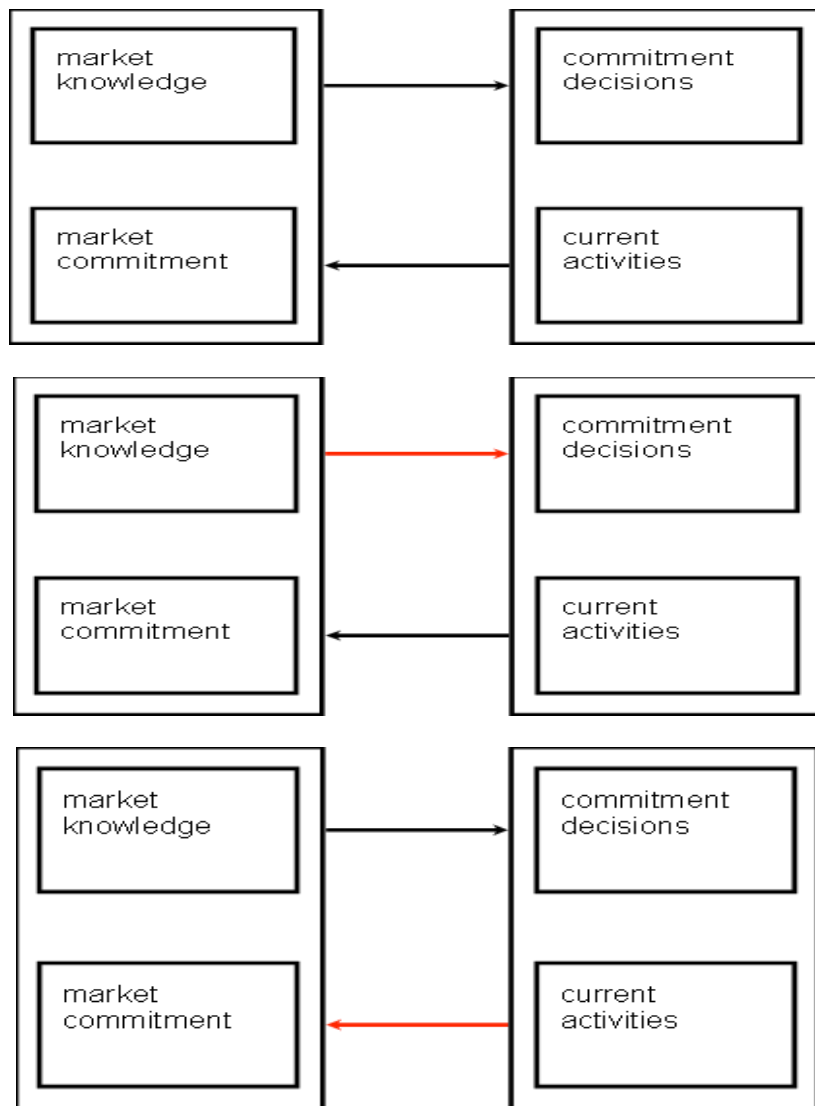 market
knowledge
commitment
decisions
market
commitment
current
activities
market
knowledge
commitment
decisions
market
commitment
current
activities
market
knowledge
commitment
decisions
market
commitment
current
activities